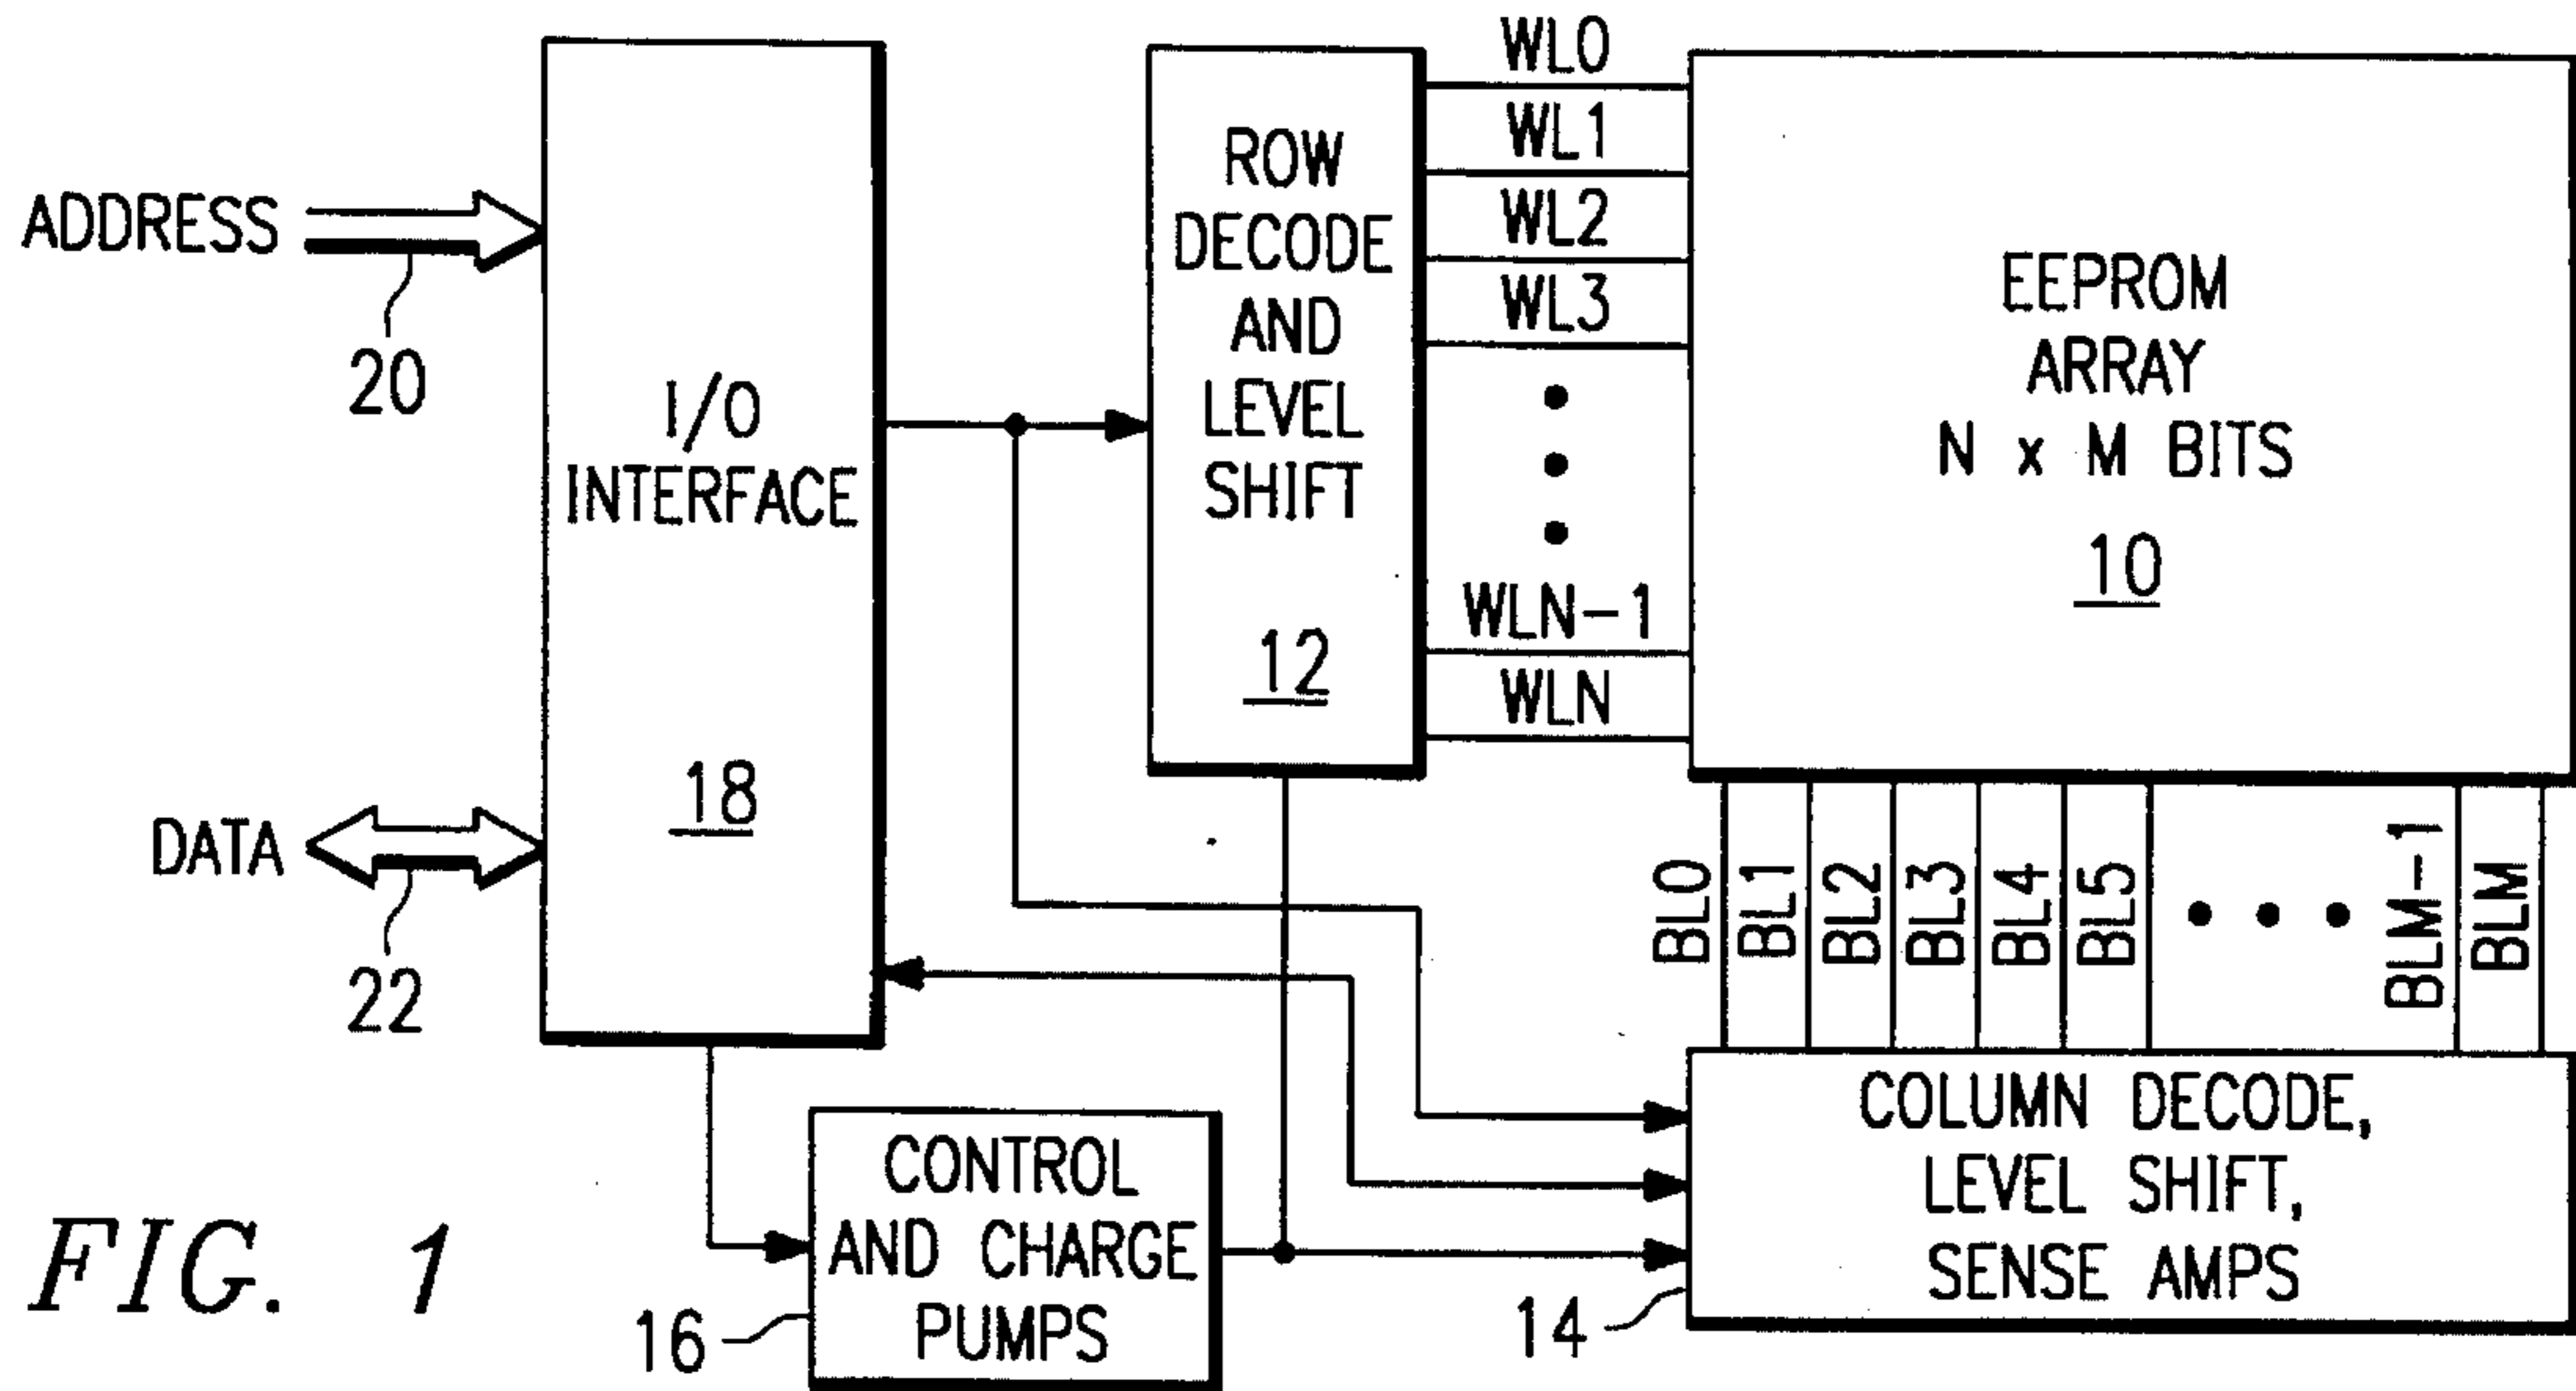 ADDRESS
20
DATA
22
I/O
INTERFACE
18
CONTROL
AND CHARGE
PUMPS
16
ROW
DECODE
AND
LEVEL
SHIFT
12
WL0
WL1
WL2
WL3
WLN-1
WLN
EEPROM
ARRAY
N x M BITS
10
BL0
BL1
BL2
BL3
BL4
BL5
BLM-1
BLM
COLUMN DECODE,
LEVEL SHIFT,
SENSE AMPS
14
FIG. 1